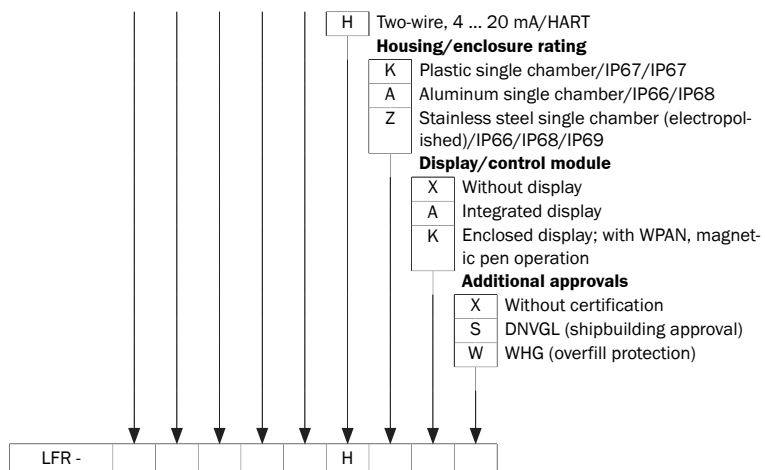 H Two-wire, 4 ... 20 mA/HART
Housing/enclosure rating
K Plastic single chamber/IP67/IP67
A Aluminum single chamber/IP66/IP68
Z Stainless steel single chamber (electropol-
ished)/IP66/IP68/IP69
Display/control module
X Without display
A Integrated display
K Enclosed display; with WPAN, magnet-
ic pen operation
Additional approvals
X Without certification
S DNVGL (shipbuilding approval)
W WHG (overfill protection)
LFR - H